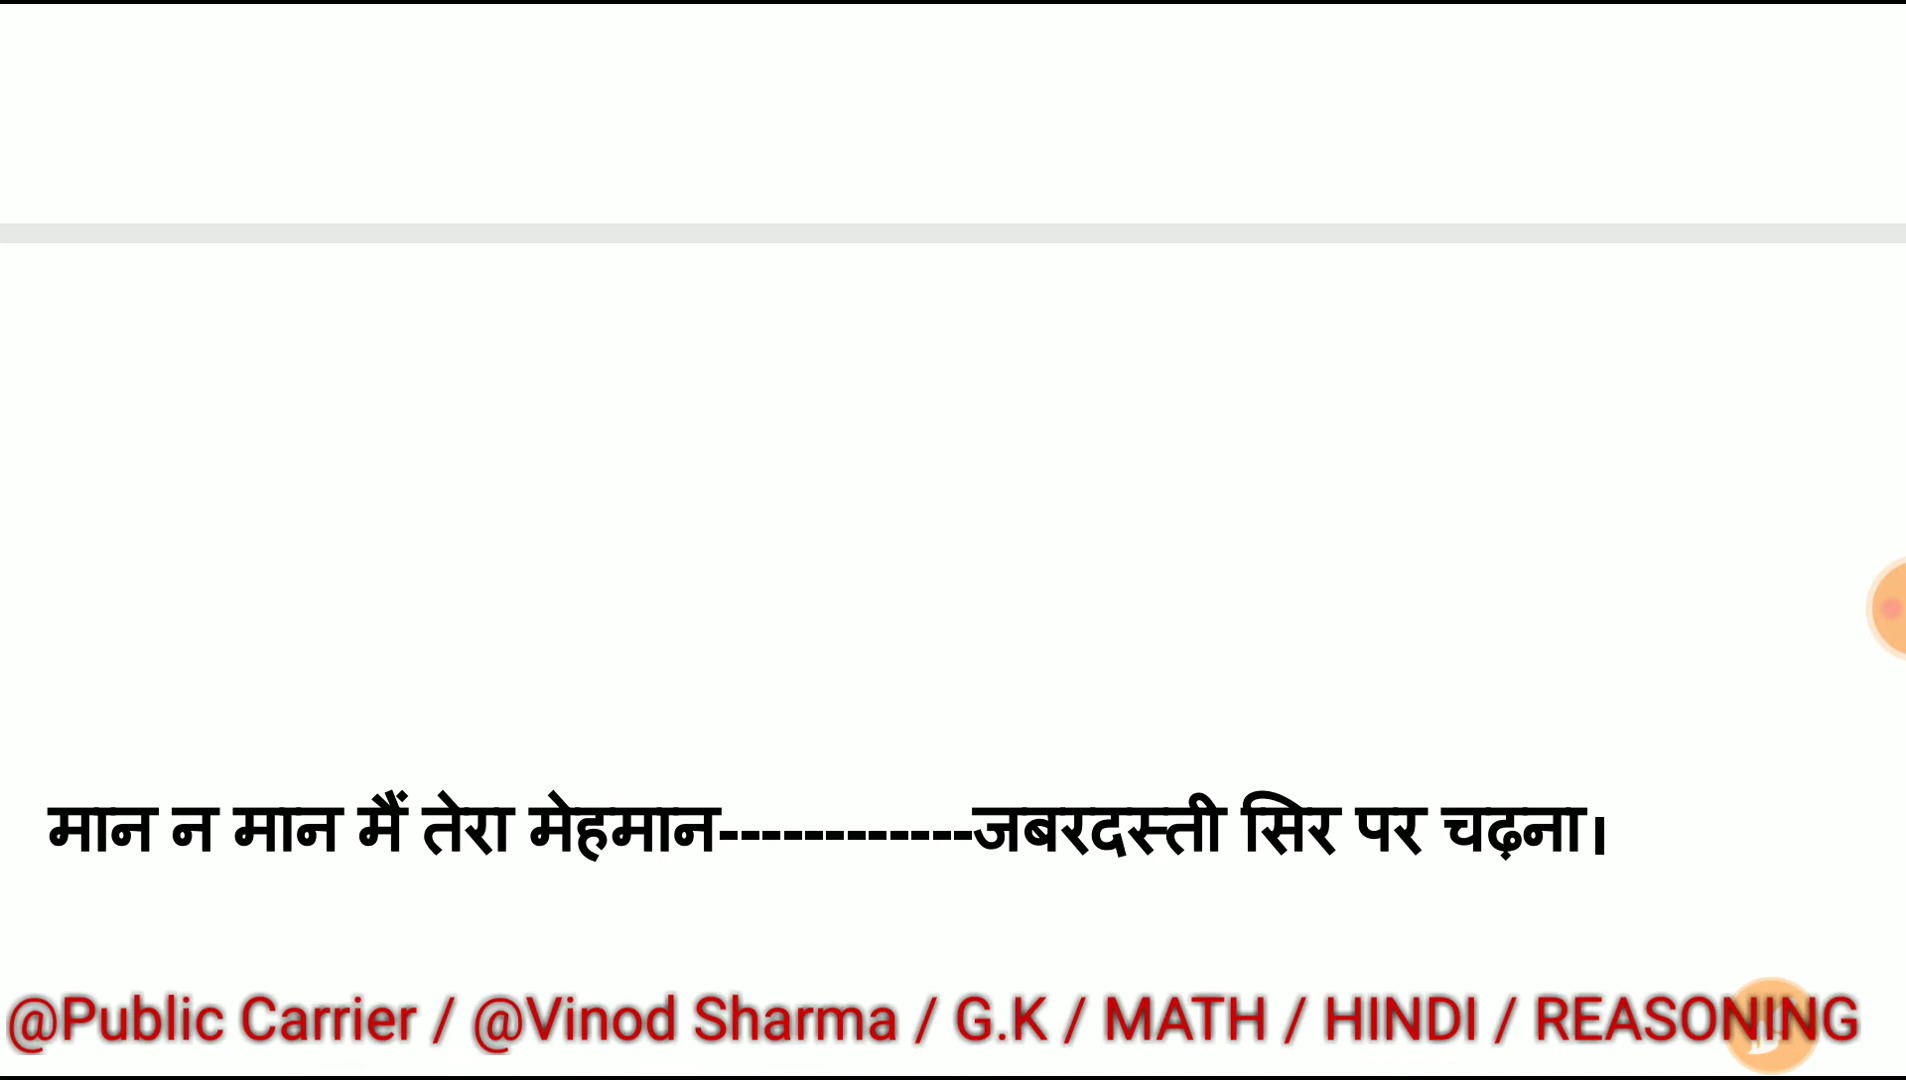 मान न मान मैं तेरा मेहमान------------जबरदस्ती सिर पर चढ़ना।
@Public Carrier / @Vinod Sharma / G.K / MATH / HINDI / REASONING